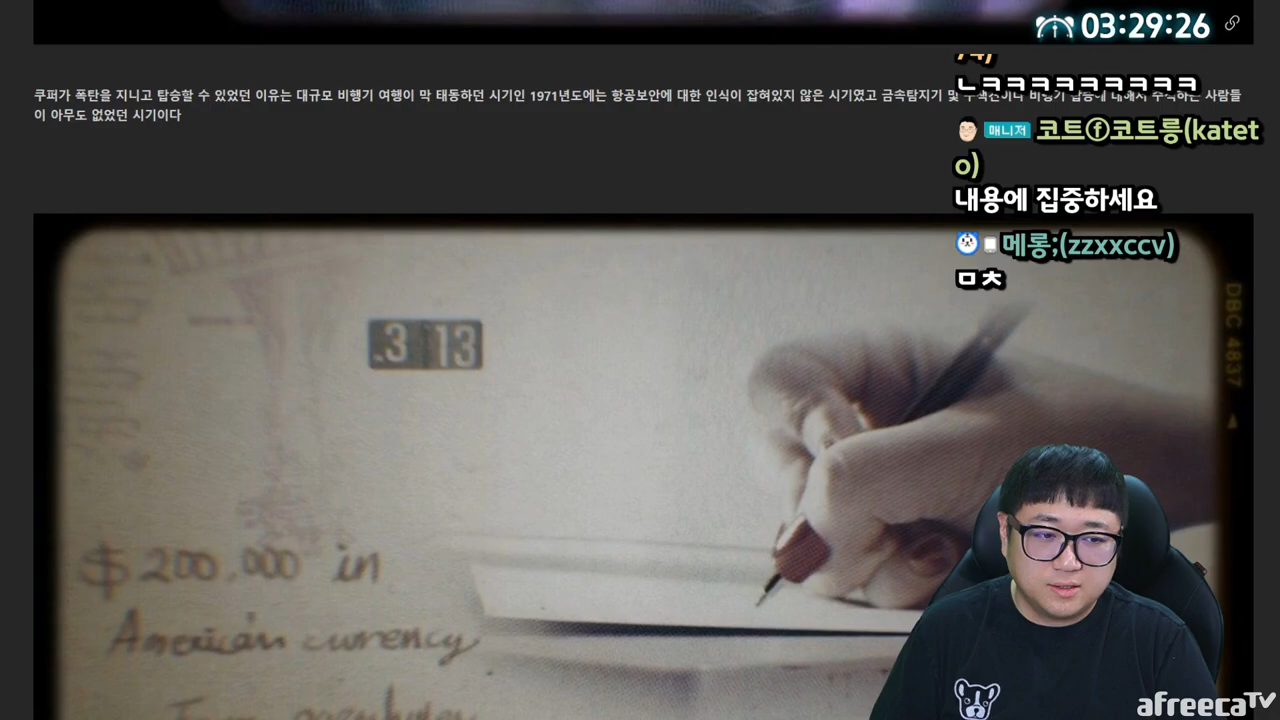 03:29:26
ㄴㅋㅋㅋㅋㅋㅋㅋㅋㅋ
쿠퍼가 폭탄을 지니고 탑승할 수 있었던 이유는 대규모 비행기 여행이 막 태동하던 시기인 1971년도에는 항공보안에 대한 인식이 잡혀있지 않은 시기였고 금속탐지기 및 사람들
이 아무도 없었던 시기이다
매니저 코트ⓕ코트릉(katet
o)
내용에 집중하세요
메롱;(zzxxccv)
ㅁㅊ
DBC 4837
.3 13
$200,000 in
American currency
afreecaTV